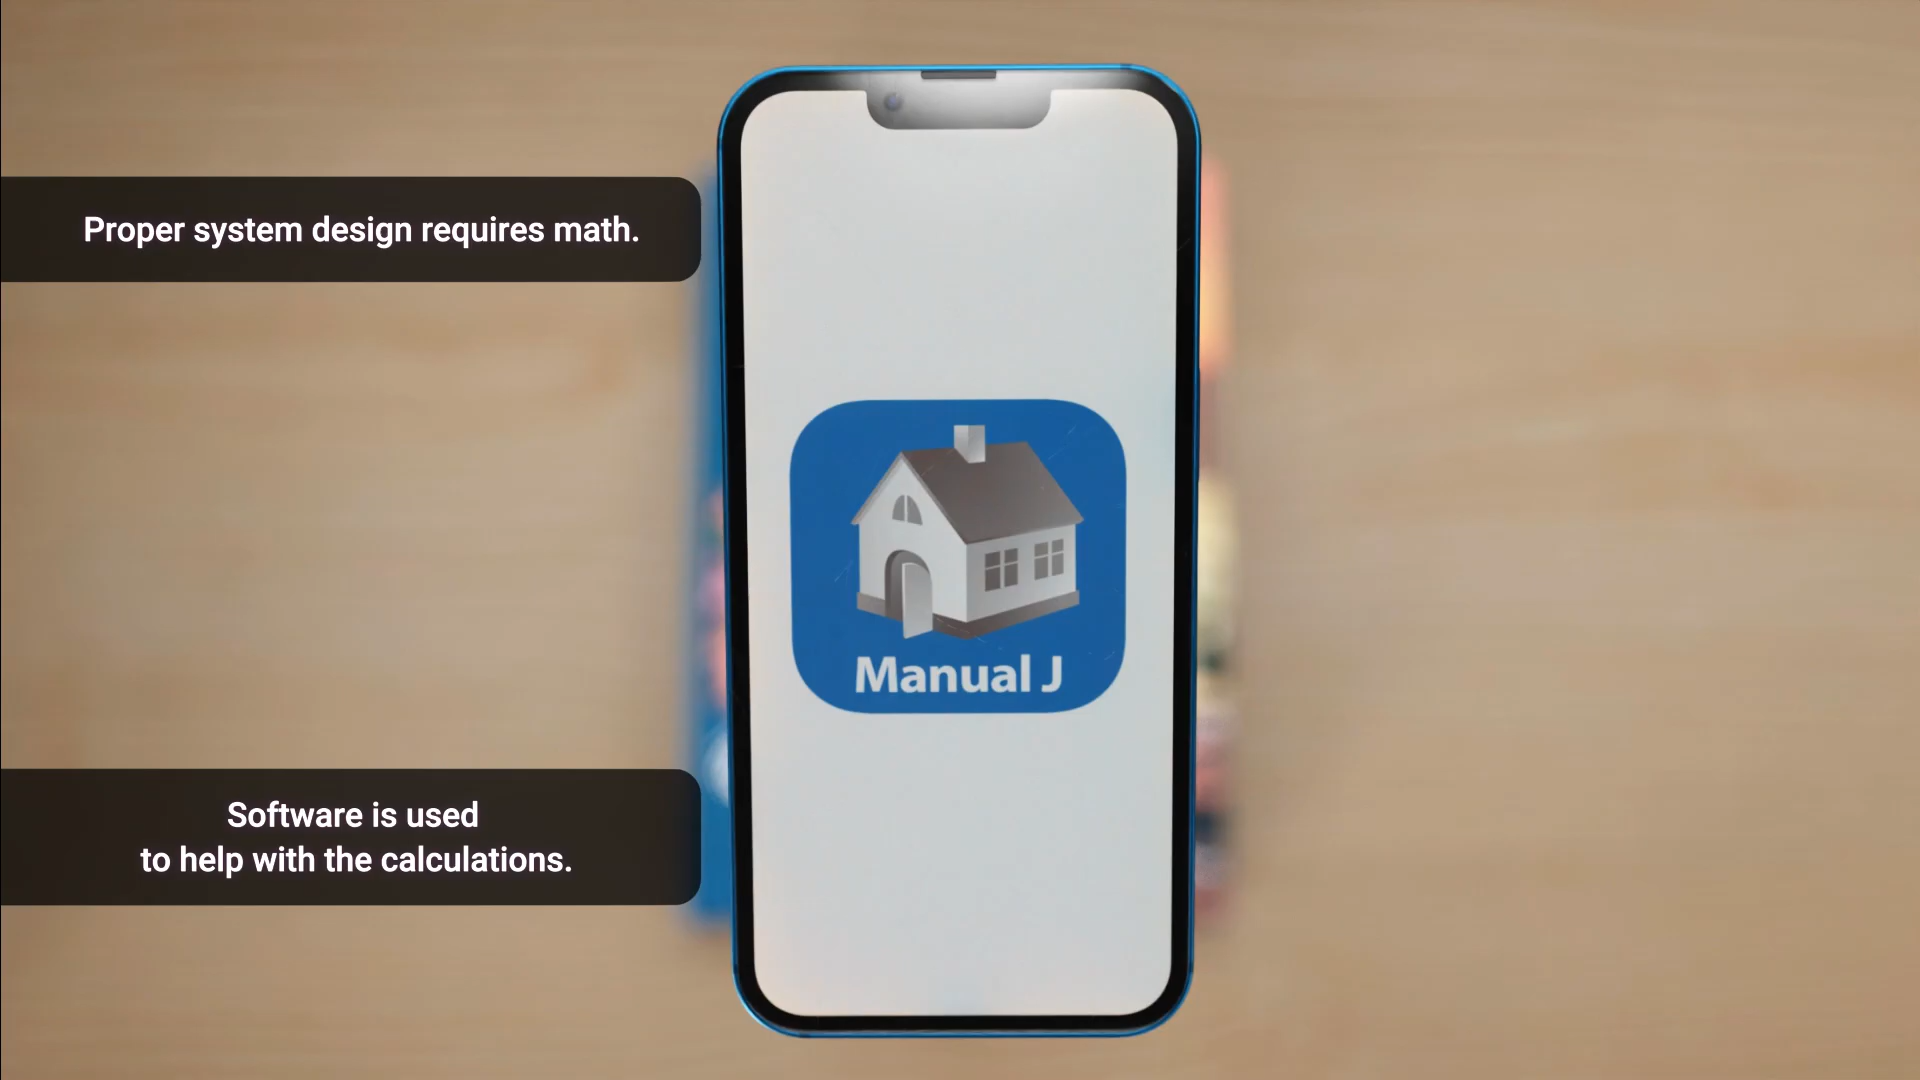 Proper system design requires math.
Manual J
Software is used
to help with the calculations.